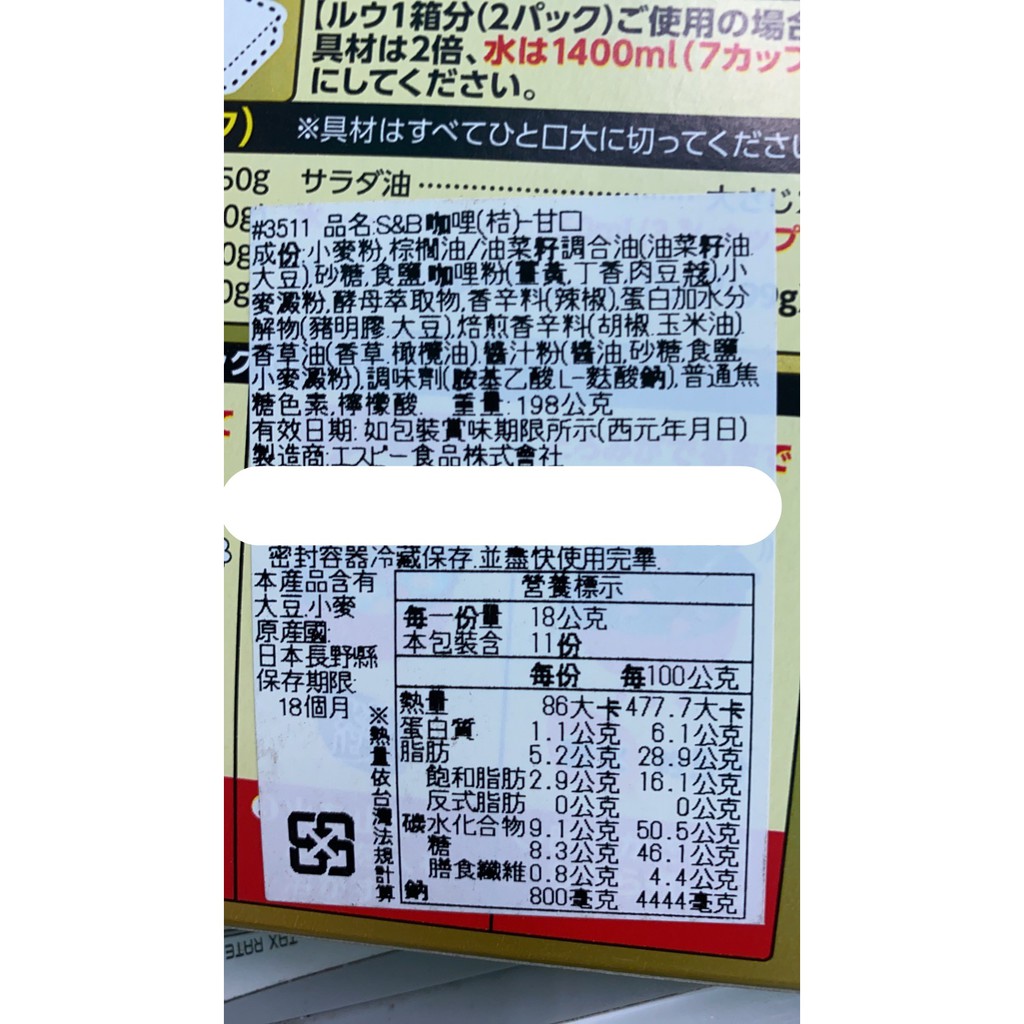 【ルウ1箱分(2パック)ご使用の場合
具材は2倍、水は1400ml(7カップ
にしてください。
※具材はすべてひと口大に切ってくださ
50g サラダ油
#3511 品名:S&B咖哩(桔)-甘口
成份:小麥粉,棕櫚油/油菜籽調合油(油菜籽油.
大豆),砂糖,食鹽,咖哩粉(薑黃,丁香,肉豆蔻),小
麥澱粉,酵母萃取物,香辛料(辣椒),蛋白加水分
解物(豬明膠.大豆),焙煎香辛料(胡椒.玉米油).
香草油(香草.橄欖油).醬汁粉(醬油,砂糖,食鹽,
小麥澱粉),調味劑(胺基乙酸.L-麩酸鈉),普通焦
糖色素,檸檬酸. 重量:198公克
有效日期: 如包裝賞味期限所示(西元年月日)
製造商:エスビー食品株式會社
密封容器冷藏保存.並盡快使用完畢.
本產品含有
大豆.小麥
原產國:
日本長野縣
保存期限:
18個月
※熱量依台灣法規計算
營養標示
每一份量 18公克
本包裝含 11份
每份 每100公克
熱量 86大卡 477.7大卡
蛋白質 1.1公克 6.1公克
脂肪 5.2公克 28.9公克
飽和脂肪 2.9公克 16.1公克
反式脂肪 0公克 0公克
碳水化合物 9.1公克 50.5公克
糖 8.3公克 46.1公克
膳食纖維 0.8公克 4.4公克
鈉 800毫克 4444毫克
TAX RATE